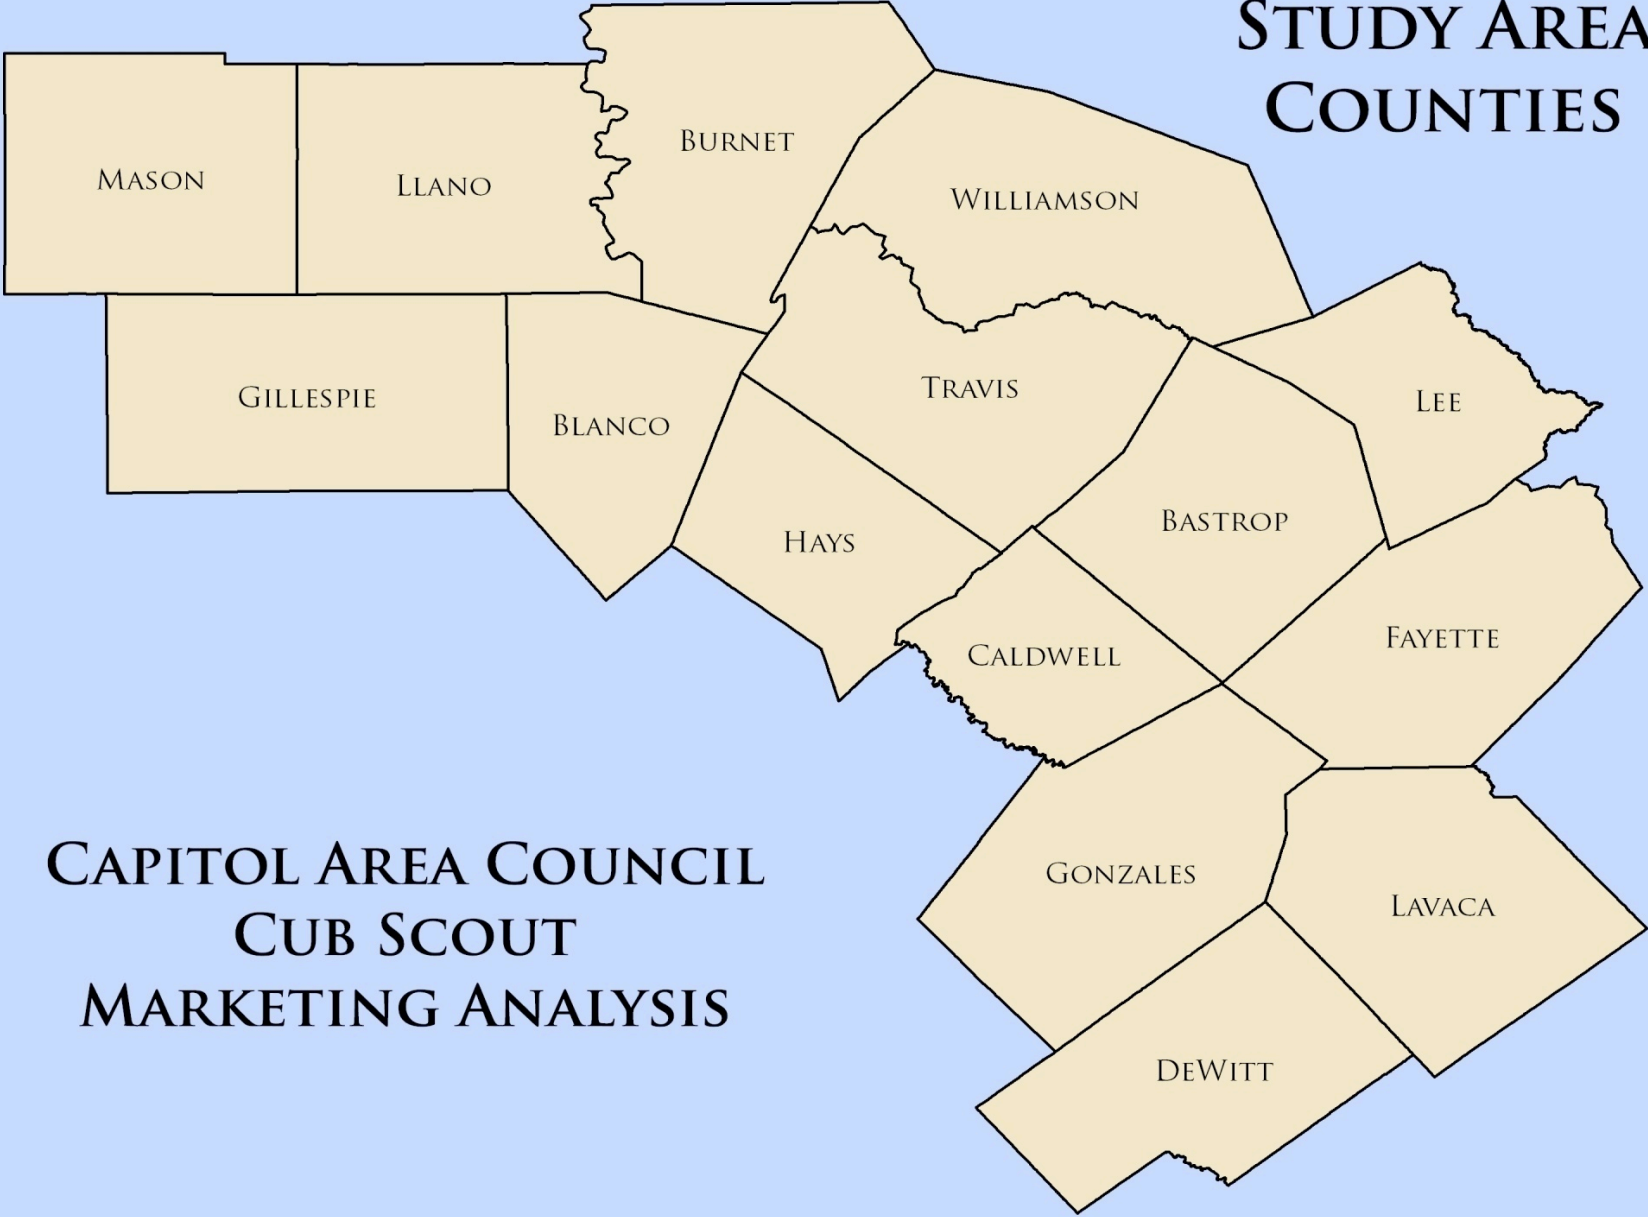 STUDY AREA
COUNTIES
BURNET
MASON
LLANO
WILLIAMSON
GILLESPIE
BLANCO
TRAVIS
LEE
HAYS
BASTROP
CALDWELL
FAYETTE
GONZALES
LAVACA
DEWITT
CAPITOL AREA COUNCIL
CUB SCOUT
MARKETING ANALYSIS